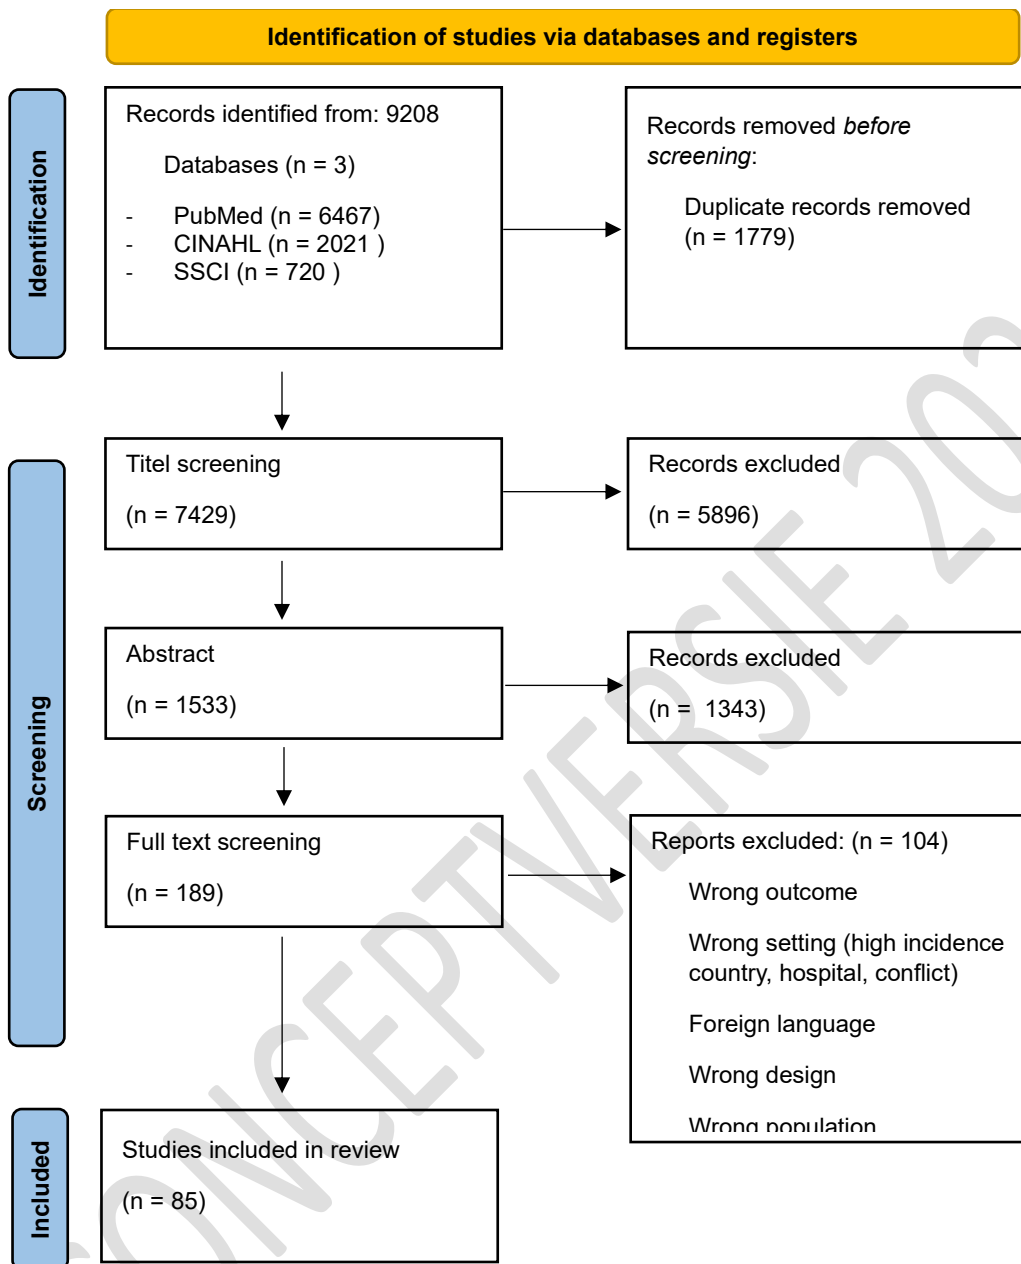 Identification of studies via databases and registers
Identification
Records identified from: 9208
Databases (n = 3)
- PubMed (n = 6467)
- CINAHL (n = 2021 )
- SSCI (n = 720 )
Records removed before
screening:
Duplicate records removed
(n = 1779)
Screening
Titel screening
(n = 7429)
Records excluded
(n = 5896)
Abstract
(n = 1533)
Records excluded
(n =  1343)
Full text screening
(n = 189)
Reports excluded: (n = 104)
Wrong outcome
Wrong setting (high incidence
country, hospital, conflict)
Foreign language
Wrong design
Wrong population
Included
Studies included in review
(n = 85)
CONCEPTVERSIE 202